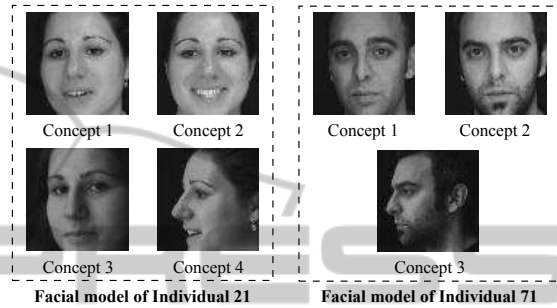 Concept 1
Concept 2
Concept 1
Concept 2
Concept 3
Concept 4
Concept 3
Facial model of Individual 21
Facial model of Individual 71